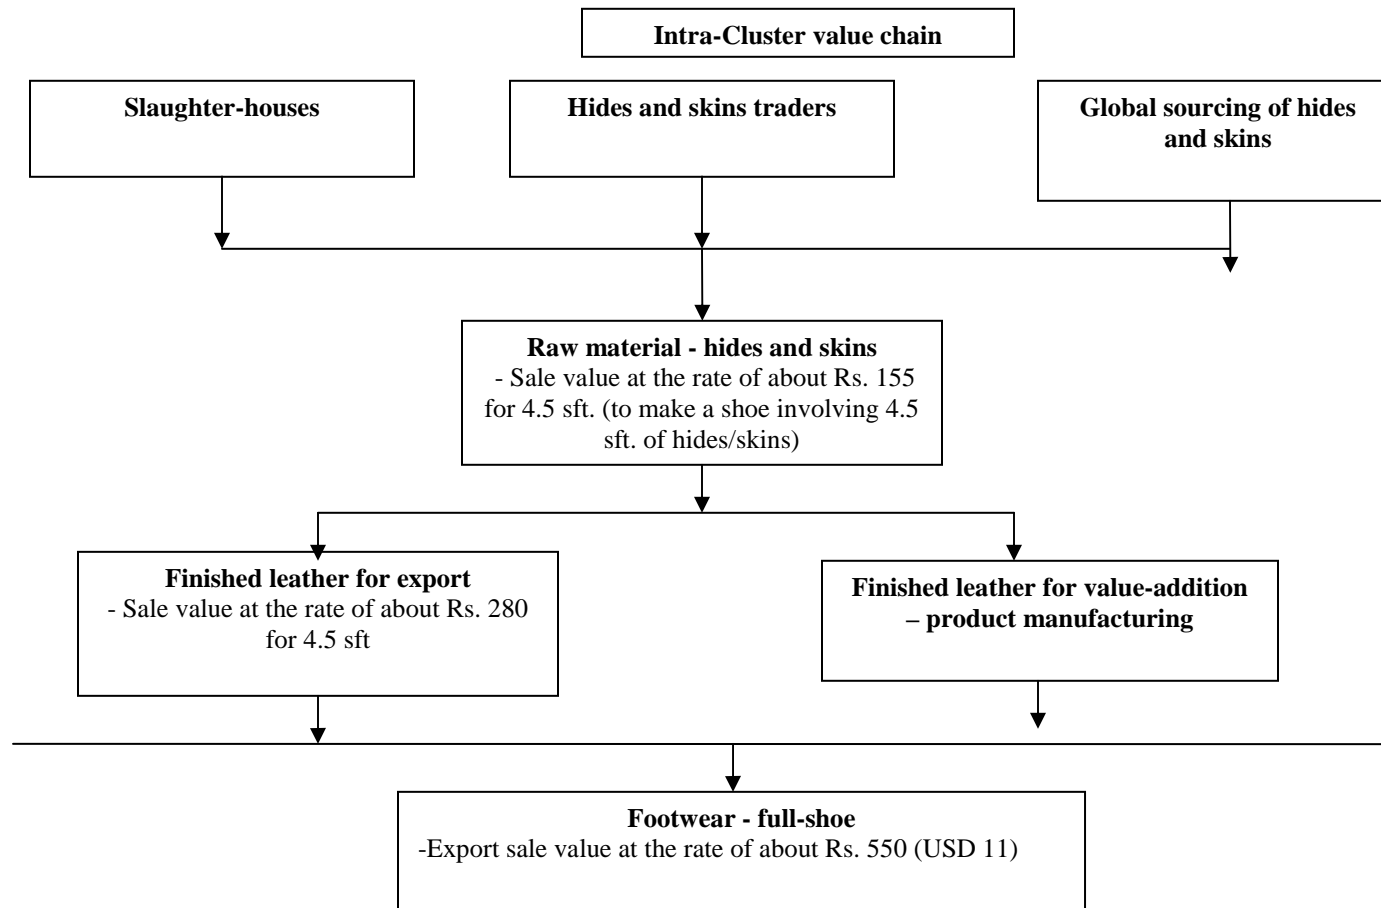 Intra-Cluster value chain
Slaughter-houses
Hides and skins traders
Global sourcing of hides
and skins
Raw material - hides and skins
- Sale value at the rate of about Rs. 155
for 4.5 sft. (to make a shoe involving 4.5
sft. of hides/skins)
Finished leather for export
- Sale value at the rate of about Rs. 280
for 4.5 sft
Finished leather for value-addition
– product manufacturing
Footwear - full-shoe
-Export sale value at the rate of about Rs. 550 (USD 11)